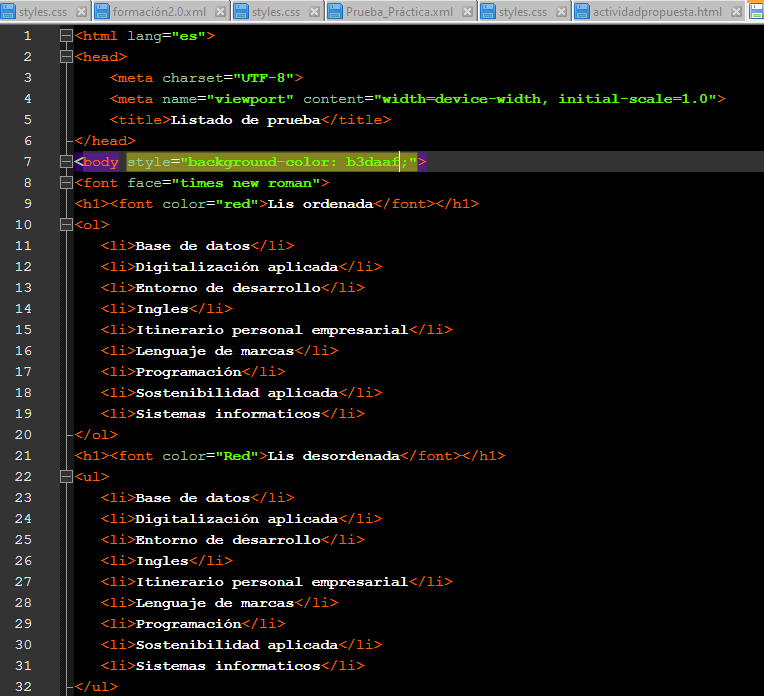 styles.css formación2.0.xml styles.css Prueba_Práctica.xml styles.css actividadpropuesta.html
1 <html lang="es">
2 <head>
3 <meta charset="UTF-8">
4 <meta name="viewport" content="width=device-width, initial-scale=1.0">
5 <title>Listado de prueba</title>
6 </head>
7 <body style="background-color: b3daaf;">
8 <font face="times new roman">
9 <h1><font color="red">Lis ordenada</font></h1>
10 <ol>
11 <li>Base de datos</li>
12 <li>Digitalización aplicada</li>
13 <li>Entorno de desarrollo</li>
14 <li>Ingles</li>
15 <li>Itinerario personal empresarial</li>
16 <li>Lenguaje de marcas</li>
17 <li>Programación</li>
18 <li>Sostenibilidad aplicada</li>
19 <li>Sistemas informaticos</li>
20 </ol>
21 <h1><font color="Red">Lis desordenada</font></h1>
22 <ul>
23 <li>Base de datos</li>
24 <li>Digitalización aplicada</li>
25 <li>Entorno de desarrollo</li>
26 <li>Ingles</li>
27 <li>Itinerario personal empresarial</li>
28 <li>Lenguaje de marcas</li>
29 <li>Programación</li>
30 <li>Sostenibilidad aplicada</li>
31 <li>Sistemas informaticos</li>
32 </ul>